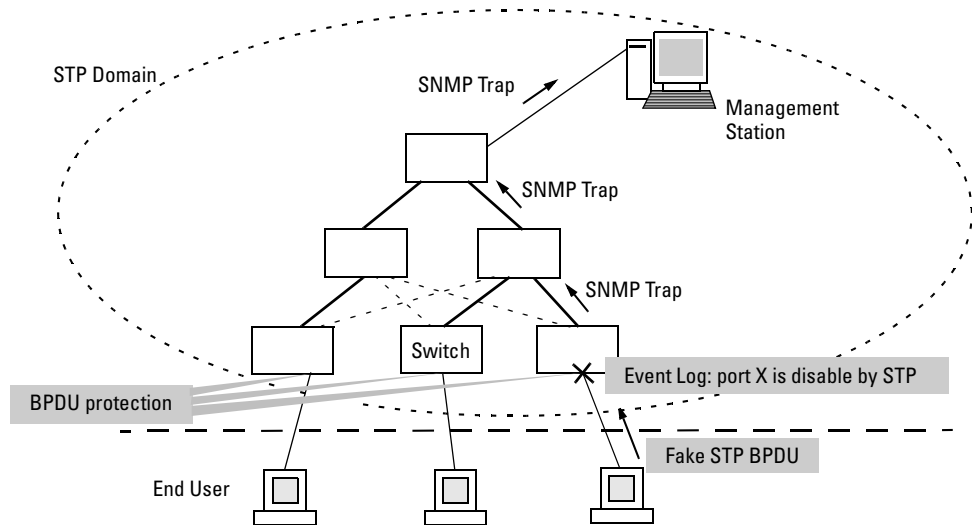 STP Domain
SNMP Trap
Management
Station
SNMP Trap
SNMP Trap
Switch
Event Log: port X is disable by STP
BPDU protection
Fake STP BPDU
End User